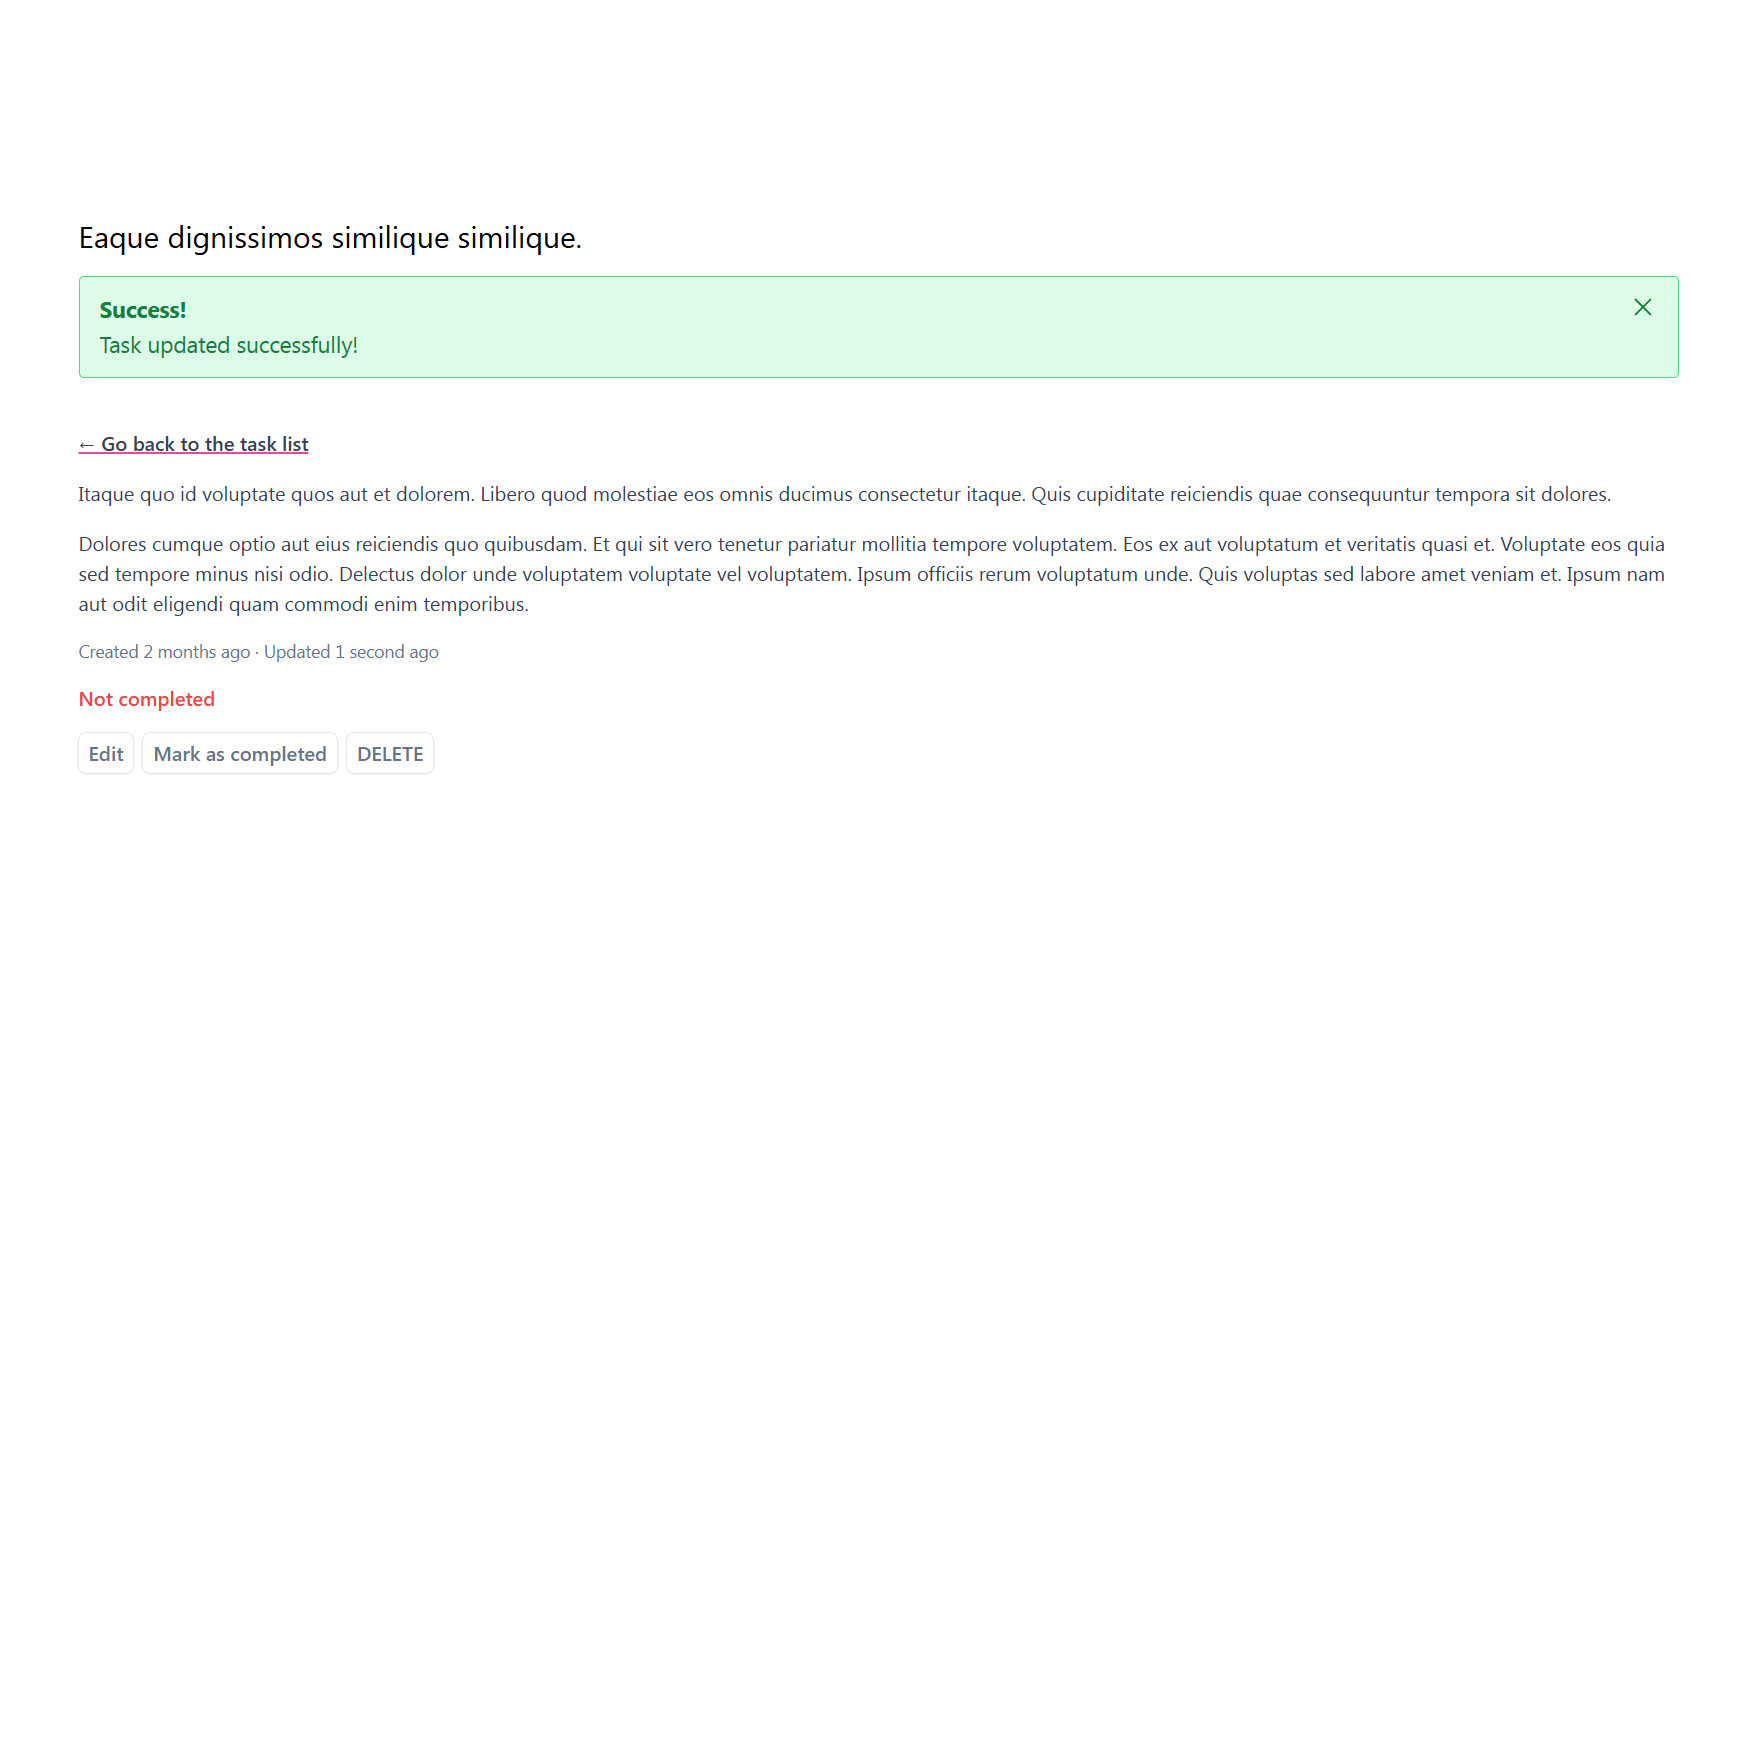 Eaque dignissimos similique similique.
Success!
Task updated successfully!
← Go back to the task list
Itaque quo id voluptate quos aut et dolorem. Libero quod molestiae eos omnis ducimus consectetur itaque. Quis cupiditate reiciendis quae consequuntur tempora sit dolores.
Dolores cumque optio aut eius reiciendis quo quibusdam. Et qui sit vero tenetur pariatur mollitia tempore voluptatem. Eos ex aut voluptatum et veritatis quasi et. Voluptate eos quia
sed tempore minus nisi odio. Delectus dolor unde voluptatem voluptate vel voluptatem. Ipsum officiis rerum voluptatum unde. Quis voluptas sed labore amet veniam et. Ipsum nam
aut odit eligendi quam commodi enim temporibus.
Created 2 months ago · Updated 1 second ago
Not completed
Edit Mark as completed DELETE